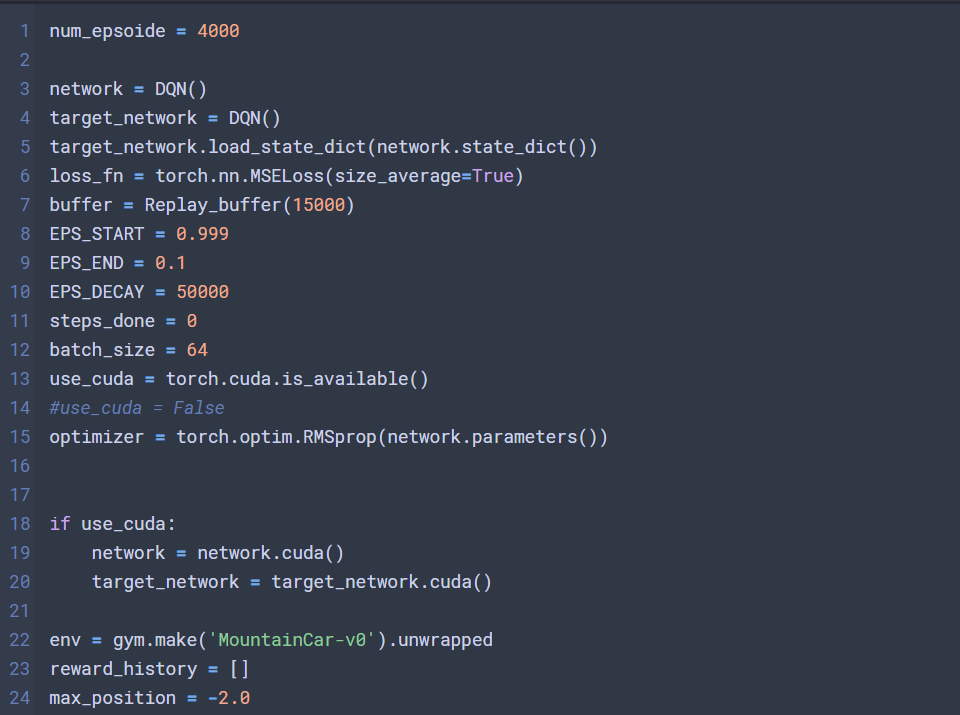 1 num_epsoide = 4000
2
3 network = DQN()
4 target_network = DQN()
5 target_network.load_state_dict(network.state_dict())
6 loss_fn = torch.nn.MSELoss(size_average=True)
7 buffer = Replay_buffer(15000)
8 EPS_START = 0.999
9 EPS_END = 0.1
10 EPS_DECAY = 50000
11 steps_done = 0
12 batch_size = 64
13 use_cuda = torch.cuda.is_available()
14 #use_cuda = False
15 optimizer = torch.optim.RMSprop(network.parameters())
16
17
18 if use_cuda:
19     network = network.cuda()
20     target_network = target_network.cuda()
21
22 env = gym.make('MountainCar-v0').unwrapped
23 reward_history = []
24 max_position = -2.0